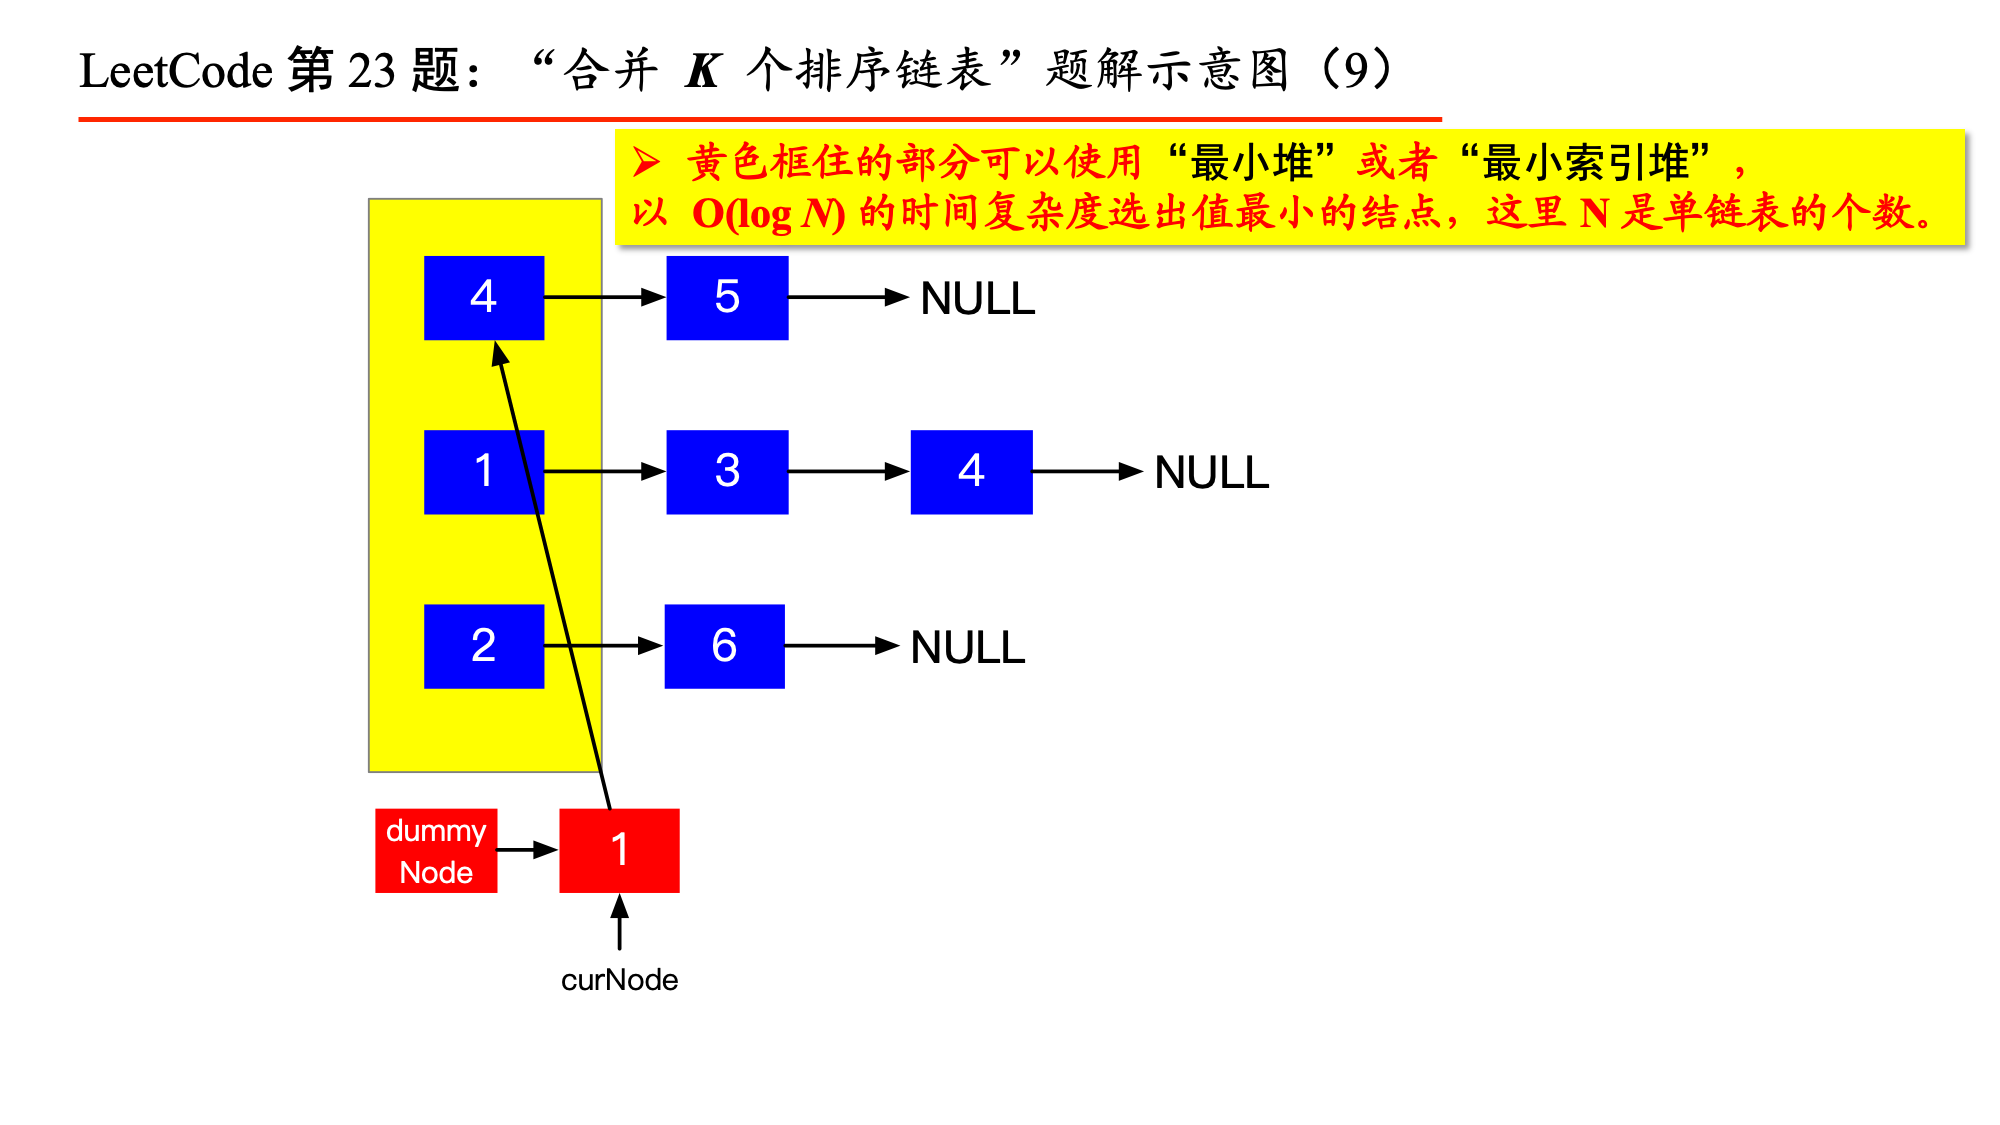 LeetCode 第 23 题：“合并 K 个排序链表”题解示意图（9）
➢ 黄色框住的部分可以使用“最小堆”或者“最小索引堆”，
以 O(log N) 的时间复杂度选出值最小的结点，这里 N 是单链表的个数。
4 5 NULL
1 3 4 NULL
2 6 NULL
dummy
Node
1
curNode